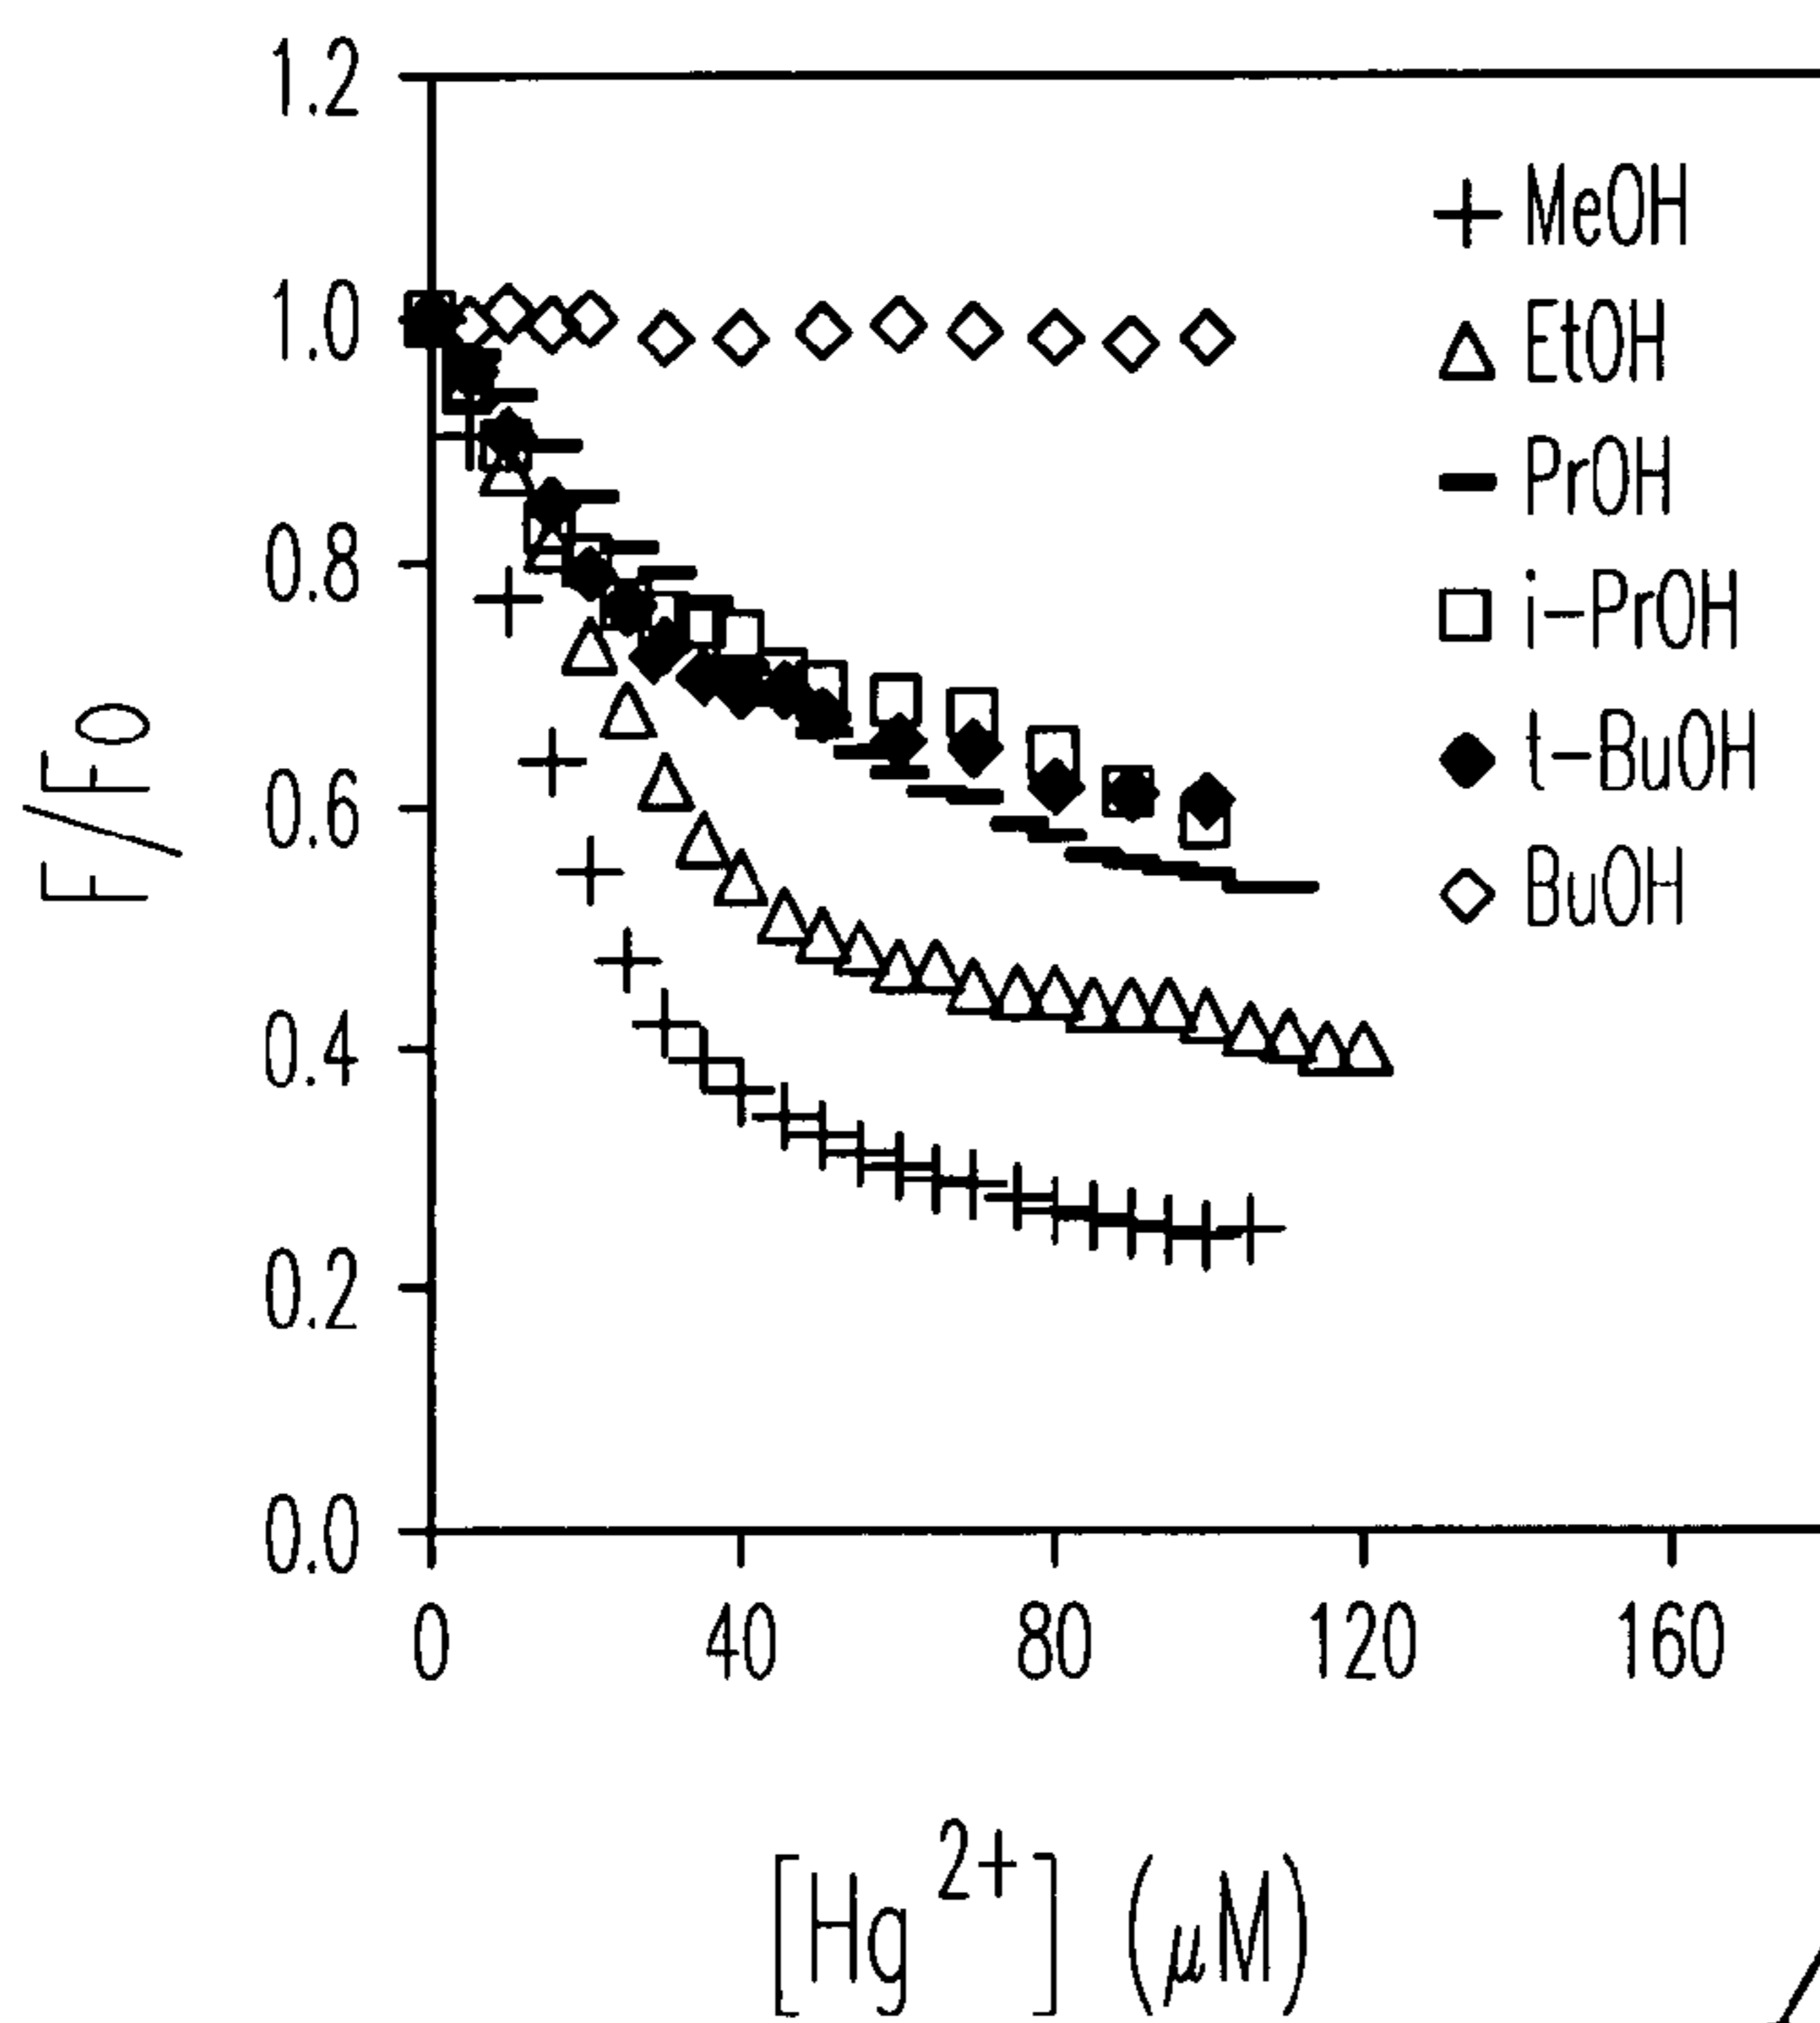 1.2
1.0
0.8
0.6
0.4
0.2
0.0
F/Fo
0 40 80 120 160
[Hg2+] (μM)
MeOH
EtOH
PrOH
i-PrOH
t-BuOH
BuOH